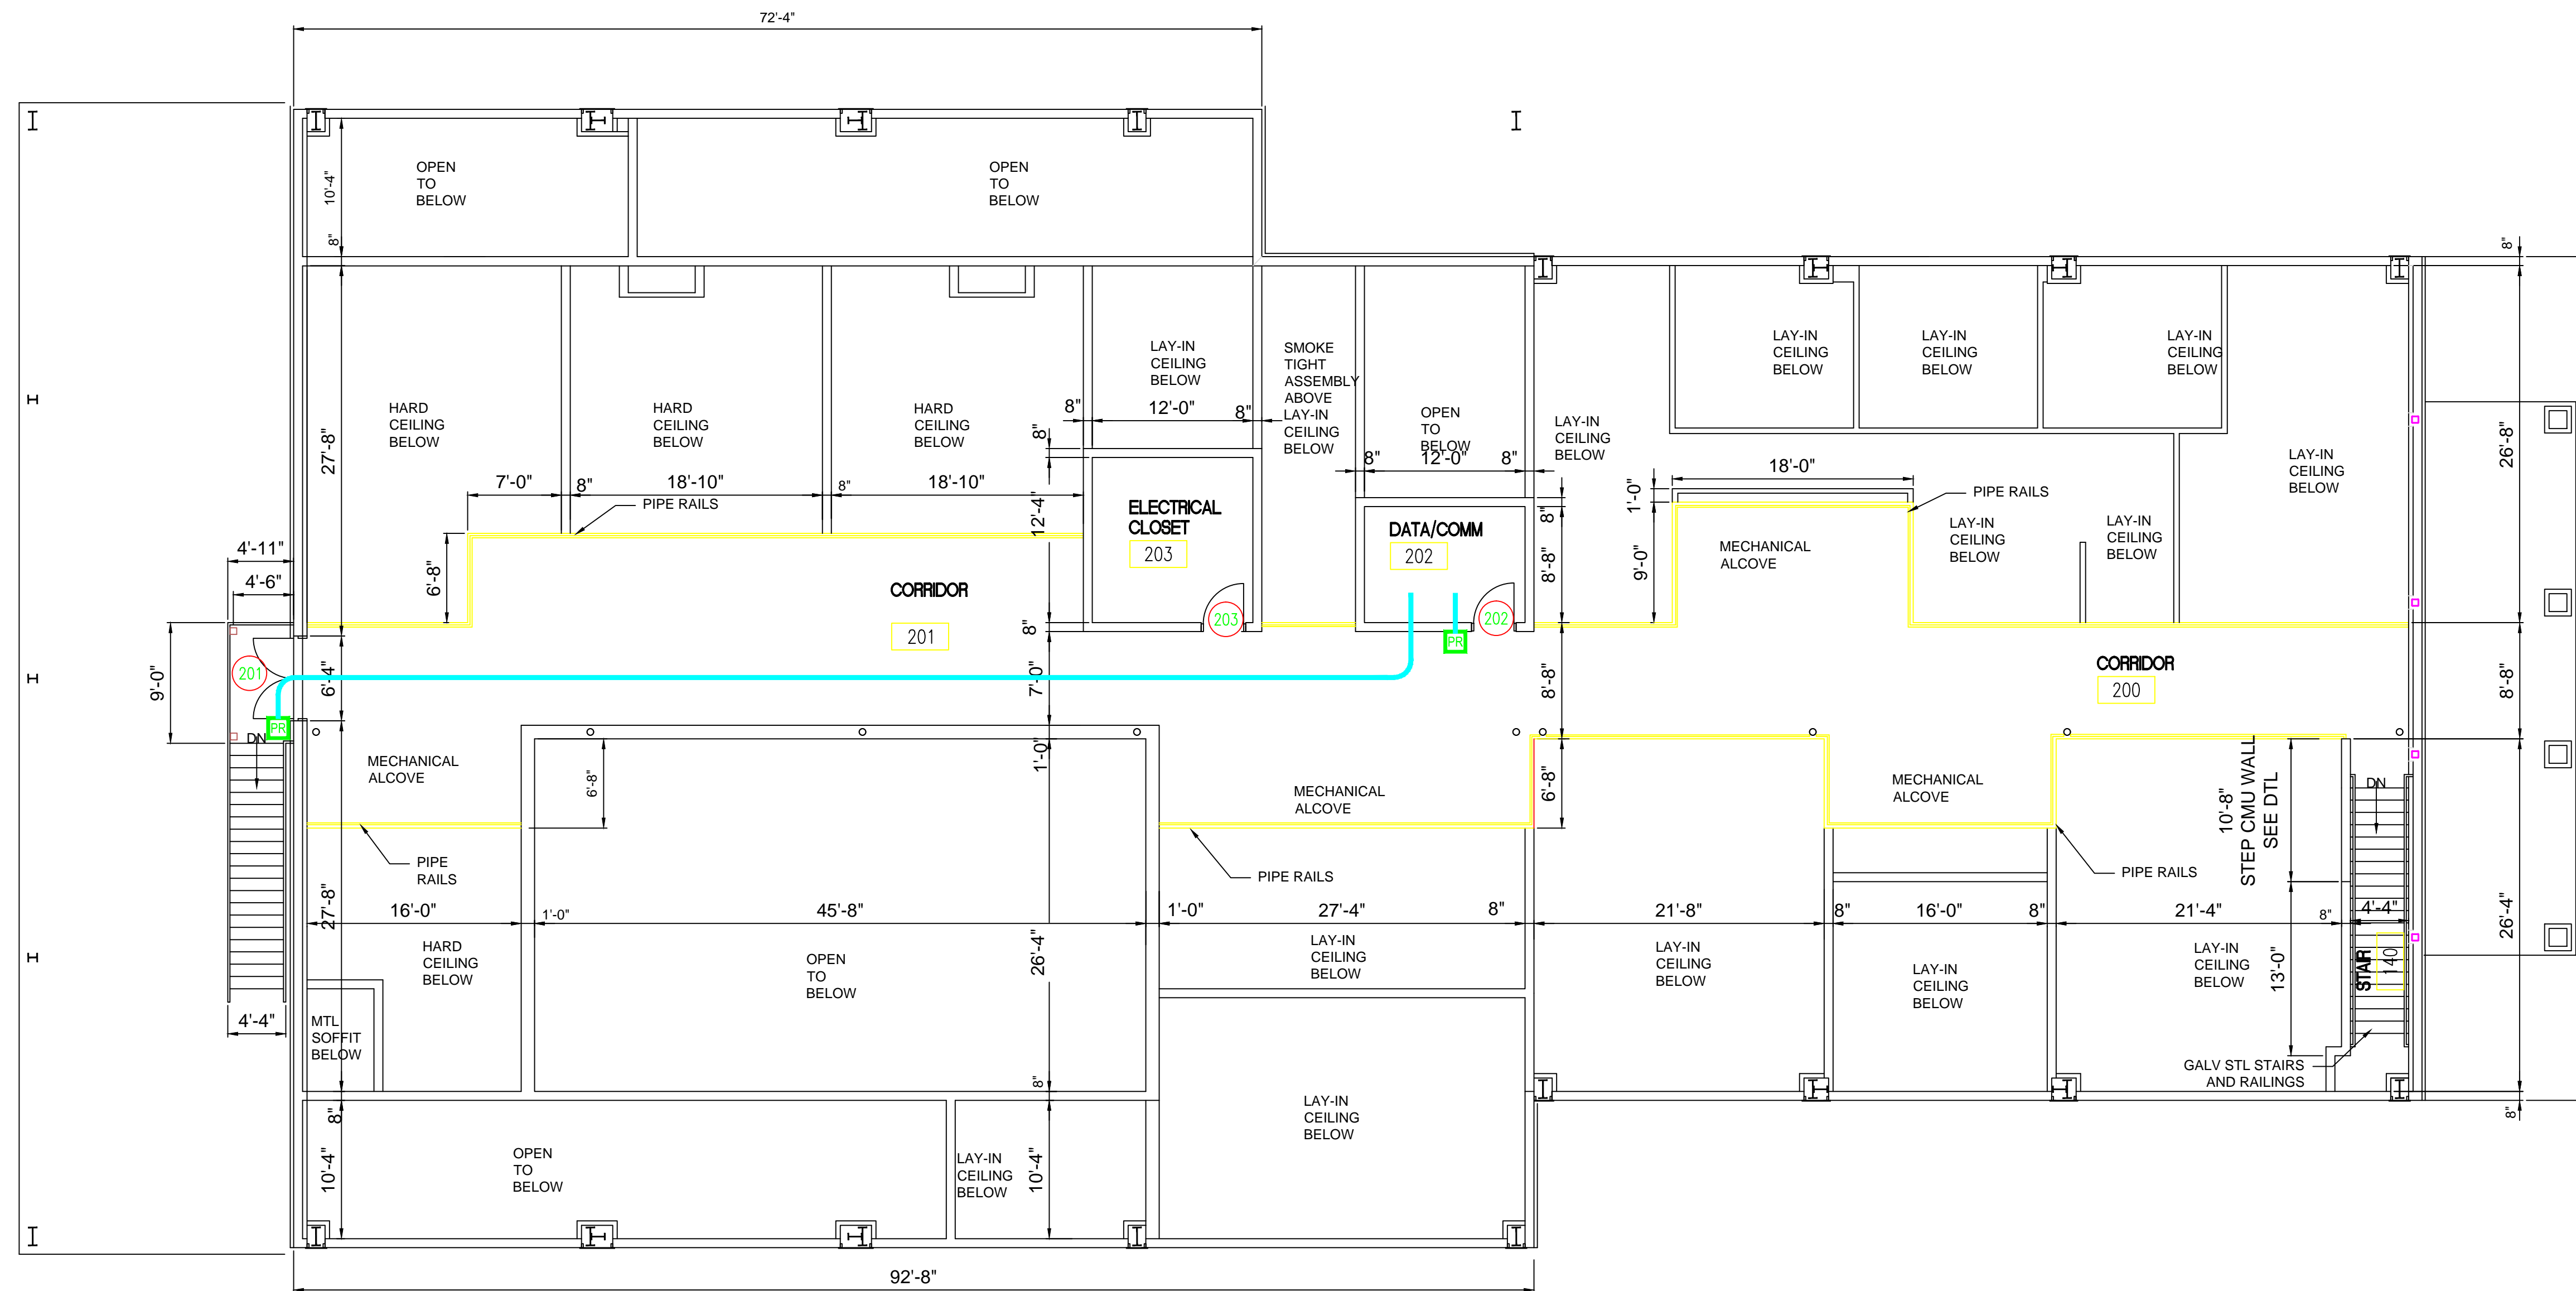 72'-4"
OPEN
TO
BELOW
OPEN
TO
BELOW
10'-4"
8"
8"
27'-8"
HARD
CEILING
BELOW
HARD
CEILING
BELOW
HARD
CEILING
BELOW
LAY-IN
CEILING
BELOW
8"
12'-0"
8"
8"
SMOKE
TIGHT
ASSEMBLY
ABOVE
LAY-IN
CEILING
BELOW
OPEN
TO
BELOW
8"
12'-0"
8"
LAY-IN
CEILING
BELOW
LAY-IN
CEILING
BELOW
LAY-IN
CEILING
BELOW
LAY-IN
CEILING
BELOW
LAY-IN
CEILING
BELOW
26'-8"
7'-0"
8"
18'-10"
8"
18'-10"
PIPE RAILS
12'-4"
ELECTRICAL
CLOSET
203
DATA/COMM
202
8"
8'-8"
18'-0"
1'-0"
9'-0"
PIPE RAILS
MECHANICAL
ALCOVE
LAY-IN
CEILING
BELOW
LAY-IN
CEILING
BELOW
4'-11"
4'-6"
6'-8"
CORRIDOR
201
8"
203
202
PR
9'-0"
201
6'-4"
7'-0"
8'-8"
CORRIDOR
200
8'-8"
PR
DN
MECHANICAL
ALCOVE
6'-8"
1'-0"
MECHANICAL
ALCOVE
6'-8"
MECHANICAL
ALCOVE
10'-8"
STEP CMU WALL
SEE DTL
DN
PIPE
RAILS
PIPE RAILS
PIPE RAILS
27'-8"
16'-0"
1'-0"
45'-8"
1'-0"
27'-4"
8"
21'-8"
8"
16'-0"
8"
21'-4"
8"
4'-4"
26'-4"
HARD
CEILING
BELOW
OPEN
TO
BELOW
26'-4"
LAY-IN
CEILING
BELOW
LAY-IN
CEILING
BELOW
LAY-IN
CEILING
BELOW
LAY-IN
CEILING
BELOW
13'-0"
STAIR
140
4'-4"
MTL
SOFFIT
BELOW
GALV STL STAIRS
AND RAILINGS
8"
8"
8"
10'-4"
OPEN
TO
BELOW
LAY-IN
CEILING
BELOW
10'-4"
LAY-IN
CEILING
BELOW
92'-8"